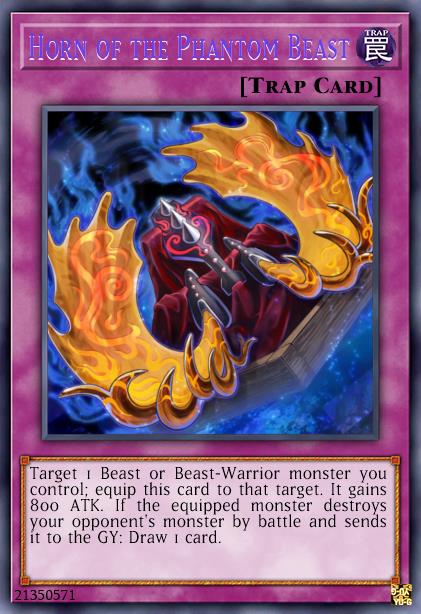 Horn of the Phantom Beast
TRAP
罠
[Trap Card]
Target 1 Beast or Beast-Warrior monster you
control; equip this card to that target. It gains
800 ATK. If the equipped monster destroys
your opponent's monster by battle and sends
it to the GY: Draw 1 card.
21350571